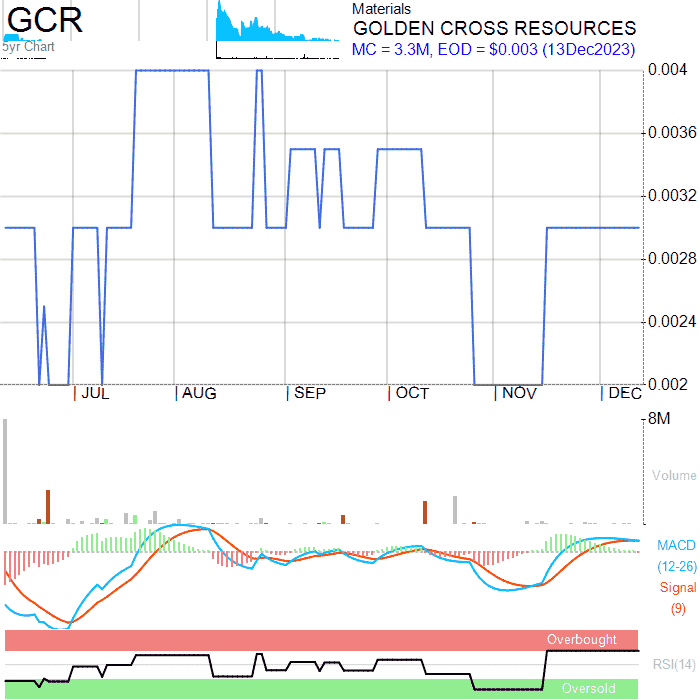 GCR
5yr Chart
Materials
GOLDEN CROSS RESOURCES
MC = 3.3M, EOD = $0.003 (13Dec2023)
0.004
0.0036
0.0032
0.0028
0.0024
0.002
JUL AUG SEP OCT NOV DEC
8M
Volume
MACD
(12-26)
Signal
(9)
Overbought
RSI(14)
Oversold